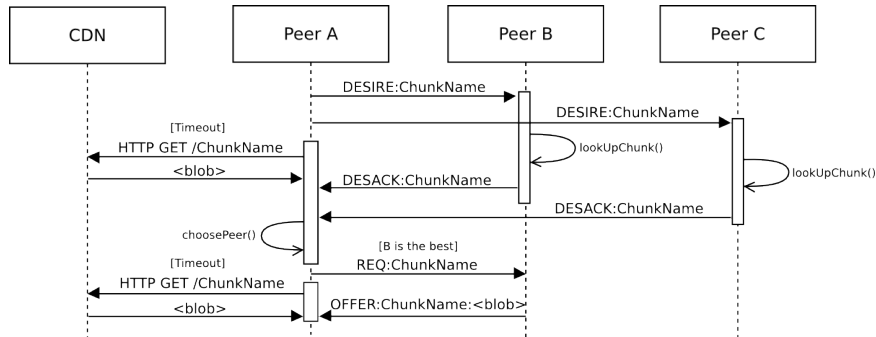 CDN
Peer A
Peer B
Peer C
DESIRE:ChunkName
DESIRE:ChunkName
[Timeout]
HTTP GET /ChunkName
lookUpChunk()
<blob>
lookUpChunk()
DESACK:ChunkName
DESACK:ChunkName
choosePeer()
[B is the best]
[Timeout]
REQ:ChunkName
HTTP GET /ChunkName
<blob>
OFFER:ChunkName:<blob>